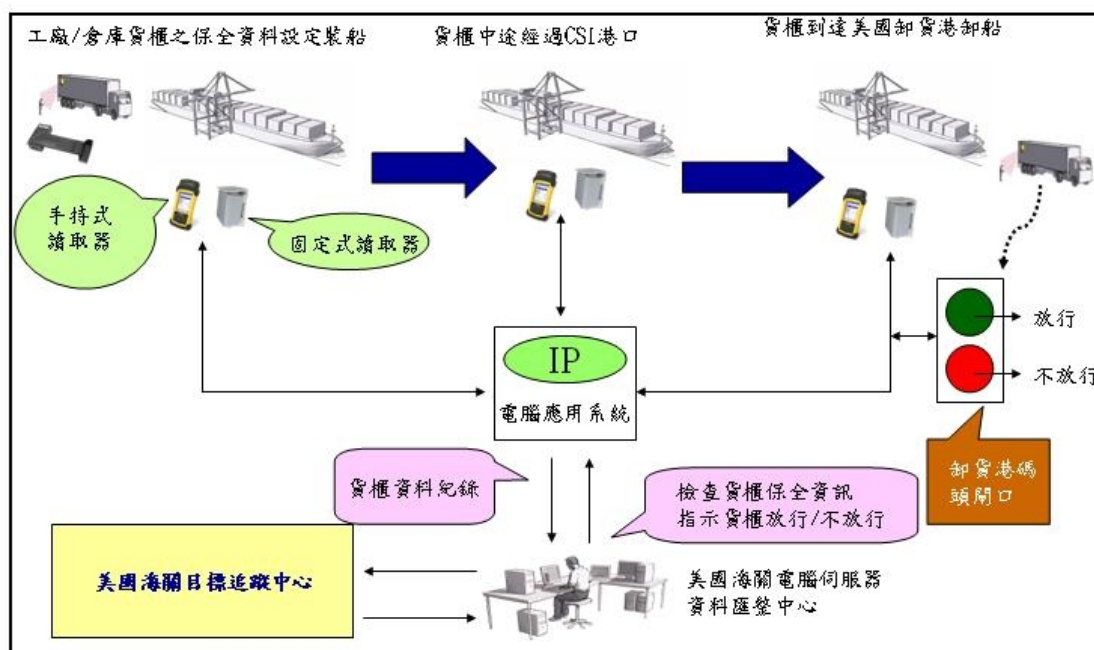 工廠/倉庫貨櫃之保全資料設定裝船
貨櫃中途經過CSI港口
貨櫃到達美國卸貨港卸船
手持式
讀取器
固定式讀取器
放行
不放行
IP
電腦應用系統
卸貨港碼
頭閘口
貨櫃資料紀錄
檢查貨櫃保全資訊
指示貨櫃放行/不放行
美國海關目標追蹤中心
美國海關電腦伺服器
資料匯整中心